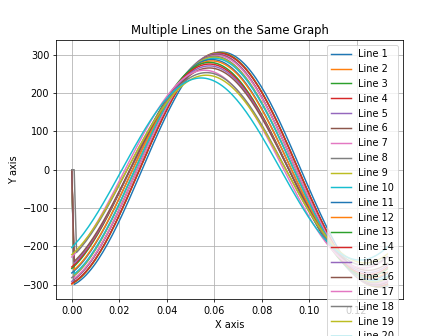 Multiple Lines on the Same Graph
Y axis
300
200
100
0
−100
−200
−300
0.00
0.02
0.04
0.06
0.08
0.10
X axis
Line 1
Line 2
Line 3
Line 4
Line 5
Line 6
Line 7
Line 8
Line 9
Line 10
Line 11
Line 12
Line 13
Line 14
Line 15
Line 16
Line 17
Line 18
Line 19
Line 20